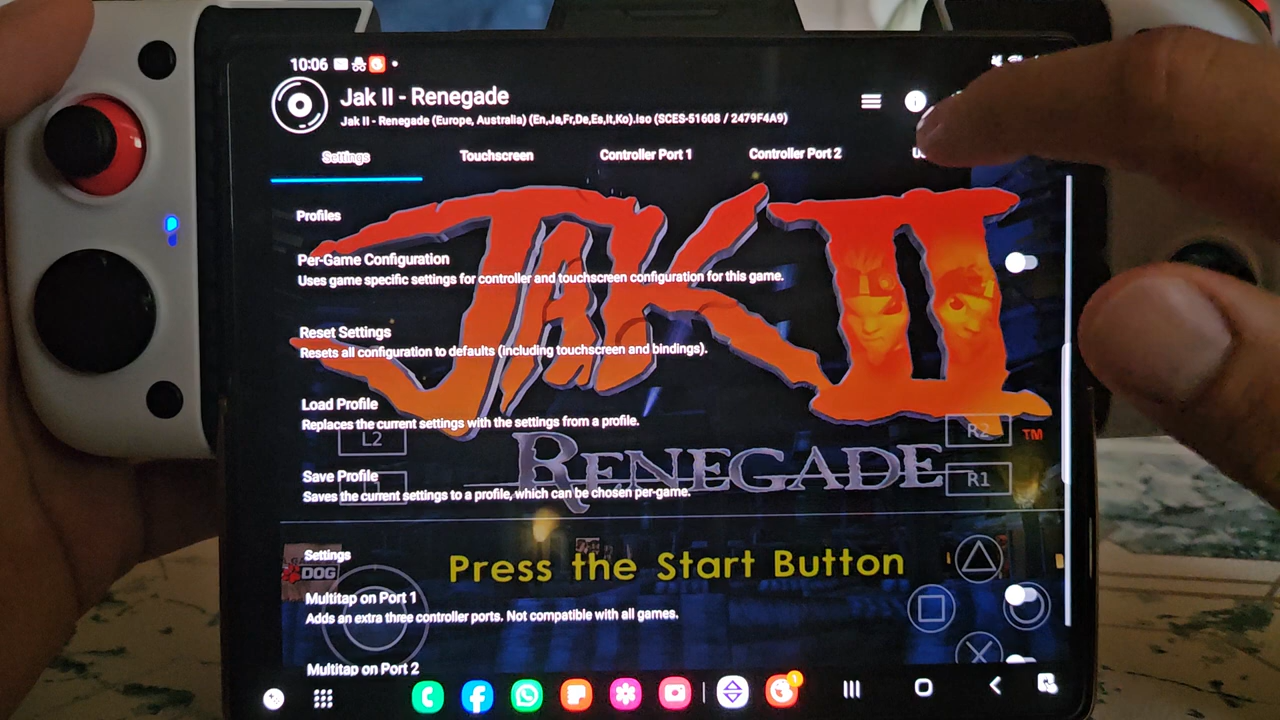 10:06
Jak II - Renegade
Jak II - Renegade (Europe, Australia) (En,Ja,Fr,De,Es,It,Ko).iso (SCES-51608 / 2479F4A9)
Settings Touchscreen Controller Port 1 Controller Port 2
Profiles
Per-Game Configuration
Uses game specific settings for controller and touchscreen configuration for this game.
JAK II
Reset Settings
Resets all configuration to defaults (including touchscreen and bindings).
Load Profile
Replaces the current settings with the settings from a profile.
L2 R2 TM
RENEGADE
Save Profile
R1
Saves the current settings to a profile, which can be chosen per-game.
Settings
DOG
Press the Start Button
Multitap on Port 1
Adds an extra three controller ports. Not compatible with all games.
Multitap on Port 2
1